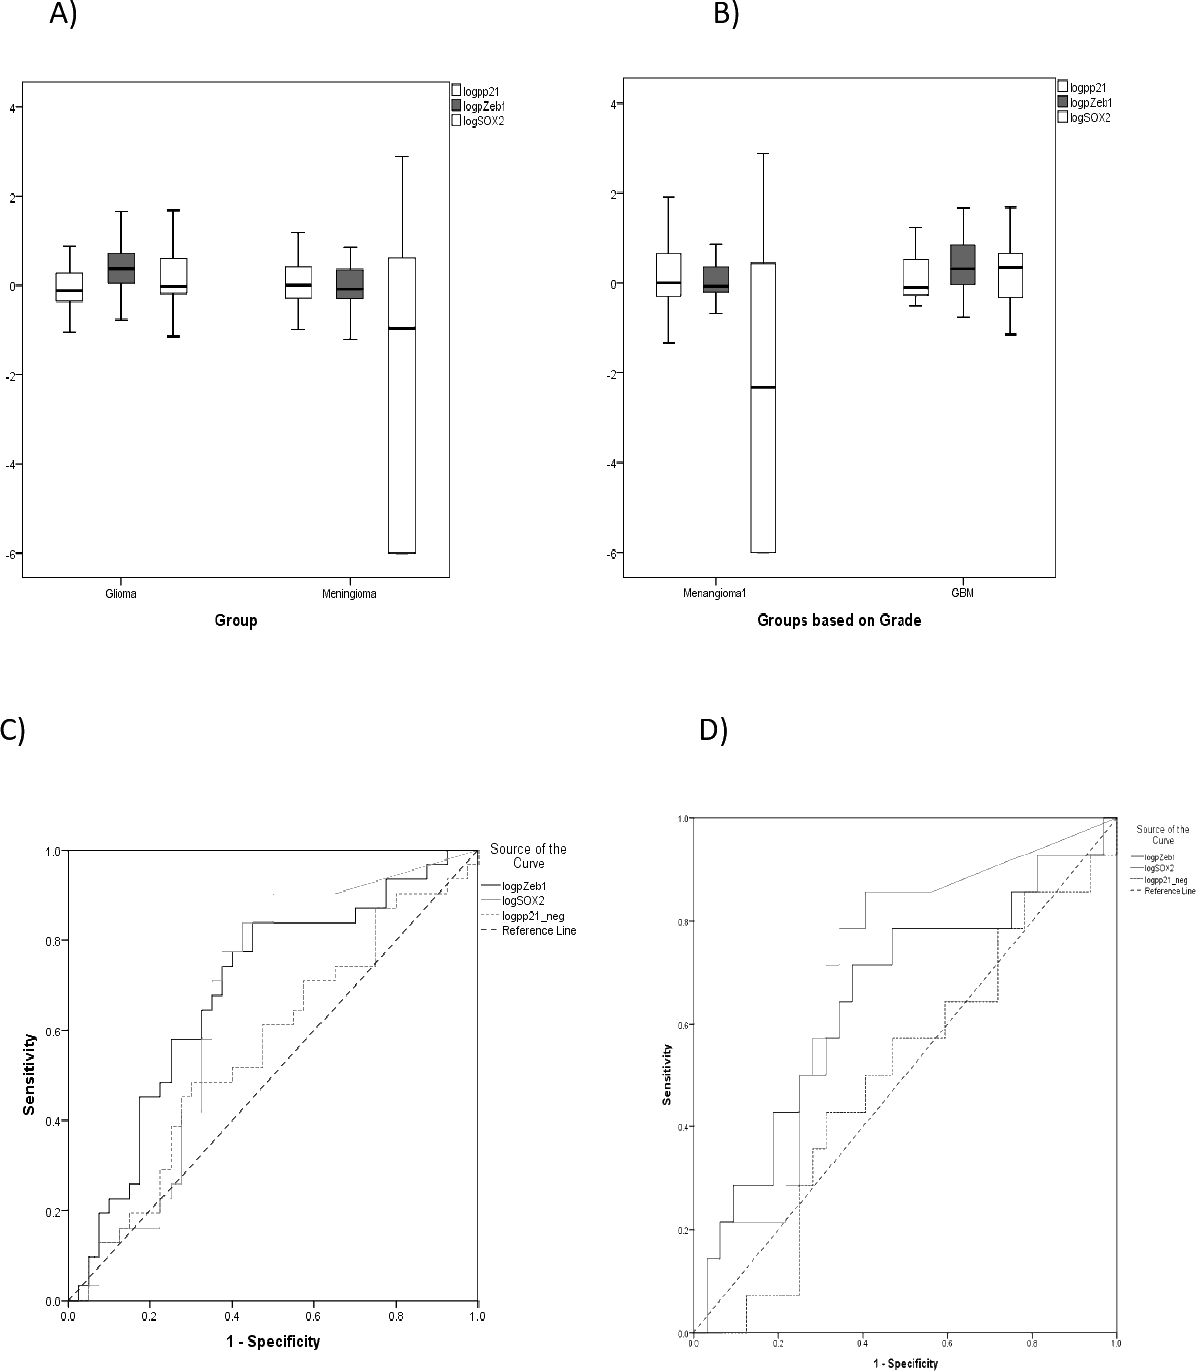 A)
B)
logpp21
logpZeb1
logSOX2
4
2
0
-2
-4
-6
Glioma
Meningioma
Group
logpp21
logpZeb1
logSOX2
4
2
0
-2
-4
-6
Menangioma1
GBM
Groups based on Grade
C)
D)
Source of the
Curve
logpZeb1
logSOX2
logpp21_neg
Reference Line
1.0
0.8
0.6
0.4
0.2
0.0
Sensitivity
0.0 0.2 0.4 0.6 0.8 1.0
1 - Specificity
Source of the
Curve
logpZeb1
logSOX2
logpp21_neg
Reference Line
1.0
0.8
0.6
0.4
0.2
0.0
Sensitivity
0.0 0.2 0.4 0.6 0.8 1.0
1 - Specificity